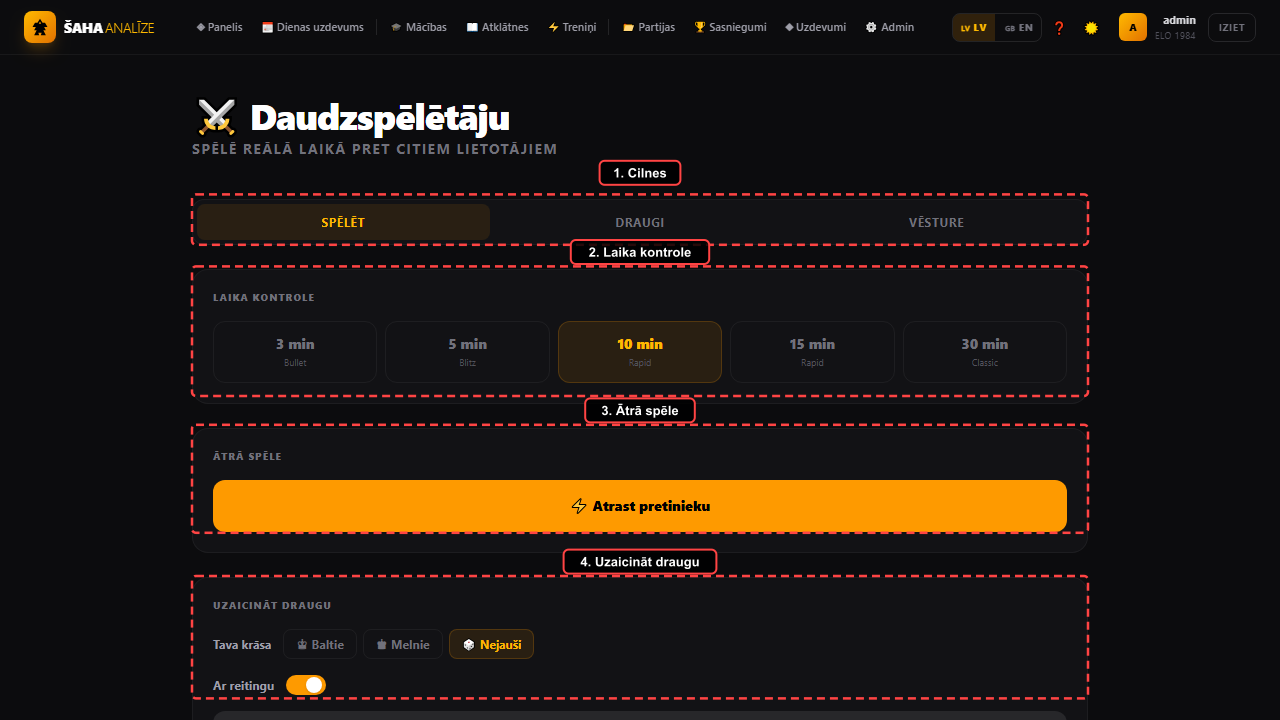 ŠAHA ANALĪZE
Panelis
Dienas uzdevums
Mācības
Atklātnes
Treniņi
Partijas
Sasniegumi
Uzdevumi
Admin
LV LV
GB EN
A
admin
ELO 1984
IZIET
Daudzspēlētāju
SPĒLĒ REĀLĀ LAIKĀ PRET CITIEM LIETOTĀJIEM
1. Cilnes
SPĒLĒT
DRAUGI
VĒSTURE
2. Laika kontrole
LAIKA KONTROLE
3 min
Bullet
5 min
Blitz
10 min
Rapid
15 min
Rapid
30 min
Classic
3. Ātrā spēle
ĀTRĀ SPĒLE
Atrast pretinieku
4. Uzaicināt draugu
UZAICINĀT DRAUGU
Tava krāsa
Baltie
Melnie
Nejauši
Ar reitingu